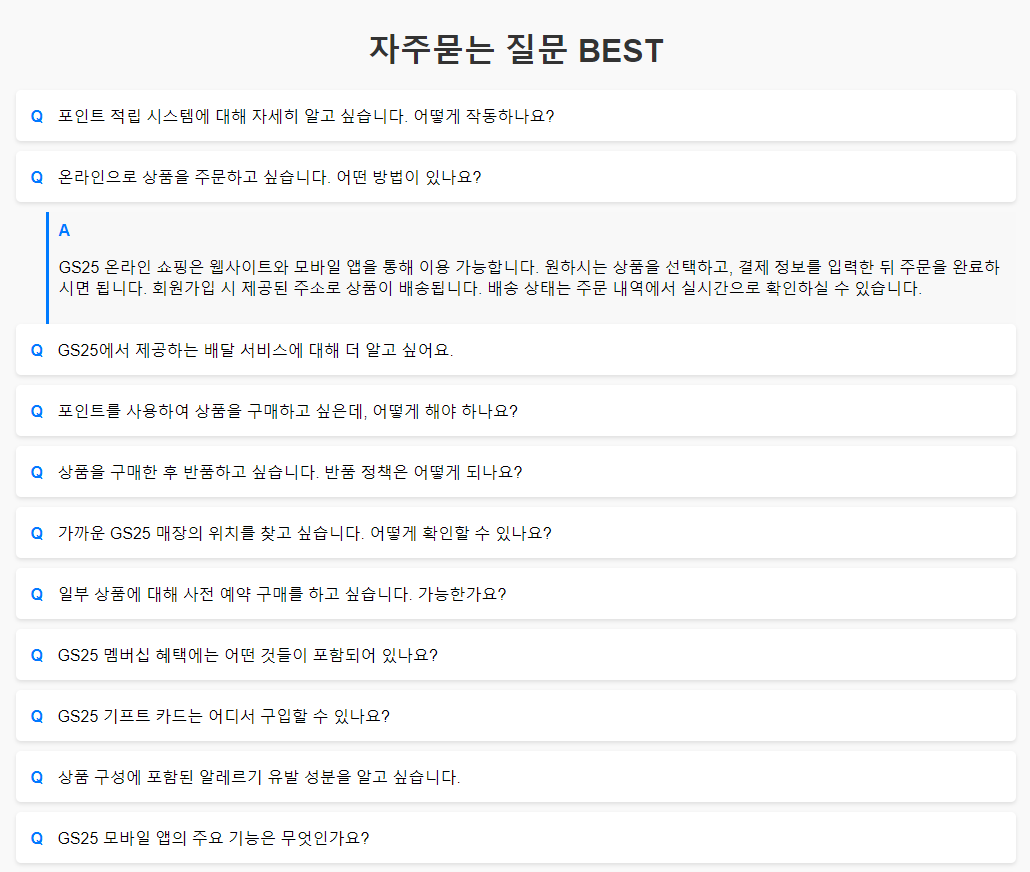 자주묻는 질문 BEST
Q 포인트 적립 시스템에 대해 자세히 알고 싶습니다. 어떻게 작동하나요?
Q 온라인으로 상품을 주문하고 싶습니다. 어떤 방법이 있나요?
A
GS25 온라인 쇼핑은 웹사이트와 모바일 앱을 통해 이용 가능합니다. 원하시는 상품을 선택하고, 결제 정보를 입력한 뒤 주문을 완료하
시면 됩니다. 회원가입 시 제공된 주소로 상품이 배송됩니다. 배송 상태는 주문 내역에서 실시간으로 확인하실 수 있습니다.
Q GS25에서 제공하는 배달 서비스에 대해 더 알고 싶어요.
Q 포인트를 사용하여 상품을 구매하고 싶은데, 어떻게 해야 하나요?
Q 상품을 구매한 후 반품하고 싶습니다. 반품 정책은 어떻게 되나요?
Q 가까운 GS25 매장의 위치를 찾고 싶습니다. 어떻게 확인할 수 있나요?
Q 일부 상품에 대해 사전 예약 구매를 하고 싶습니다. 가능한가요?
Q GS25 멤버십 혜택에는 어떤 것들이 포함되어 있나요?
Q GS25 기프트 카드는 어디서 구입할 수 있나요?
Q 상품 구성에 포함된 알레르기 유발 성분을 알고 싶습니다.
Q GS25 모바일 앱의 주요 기능은 무엇인가요?